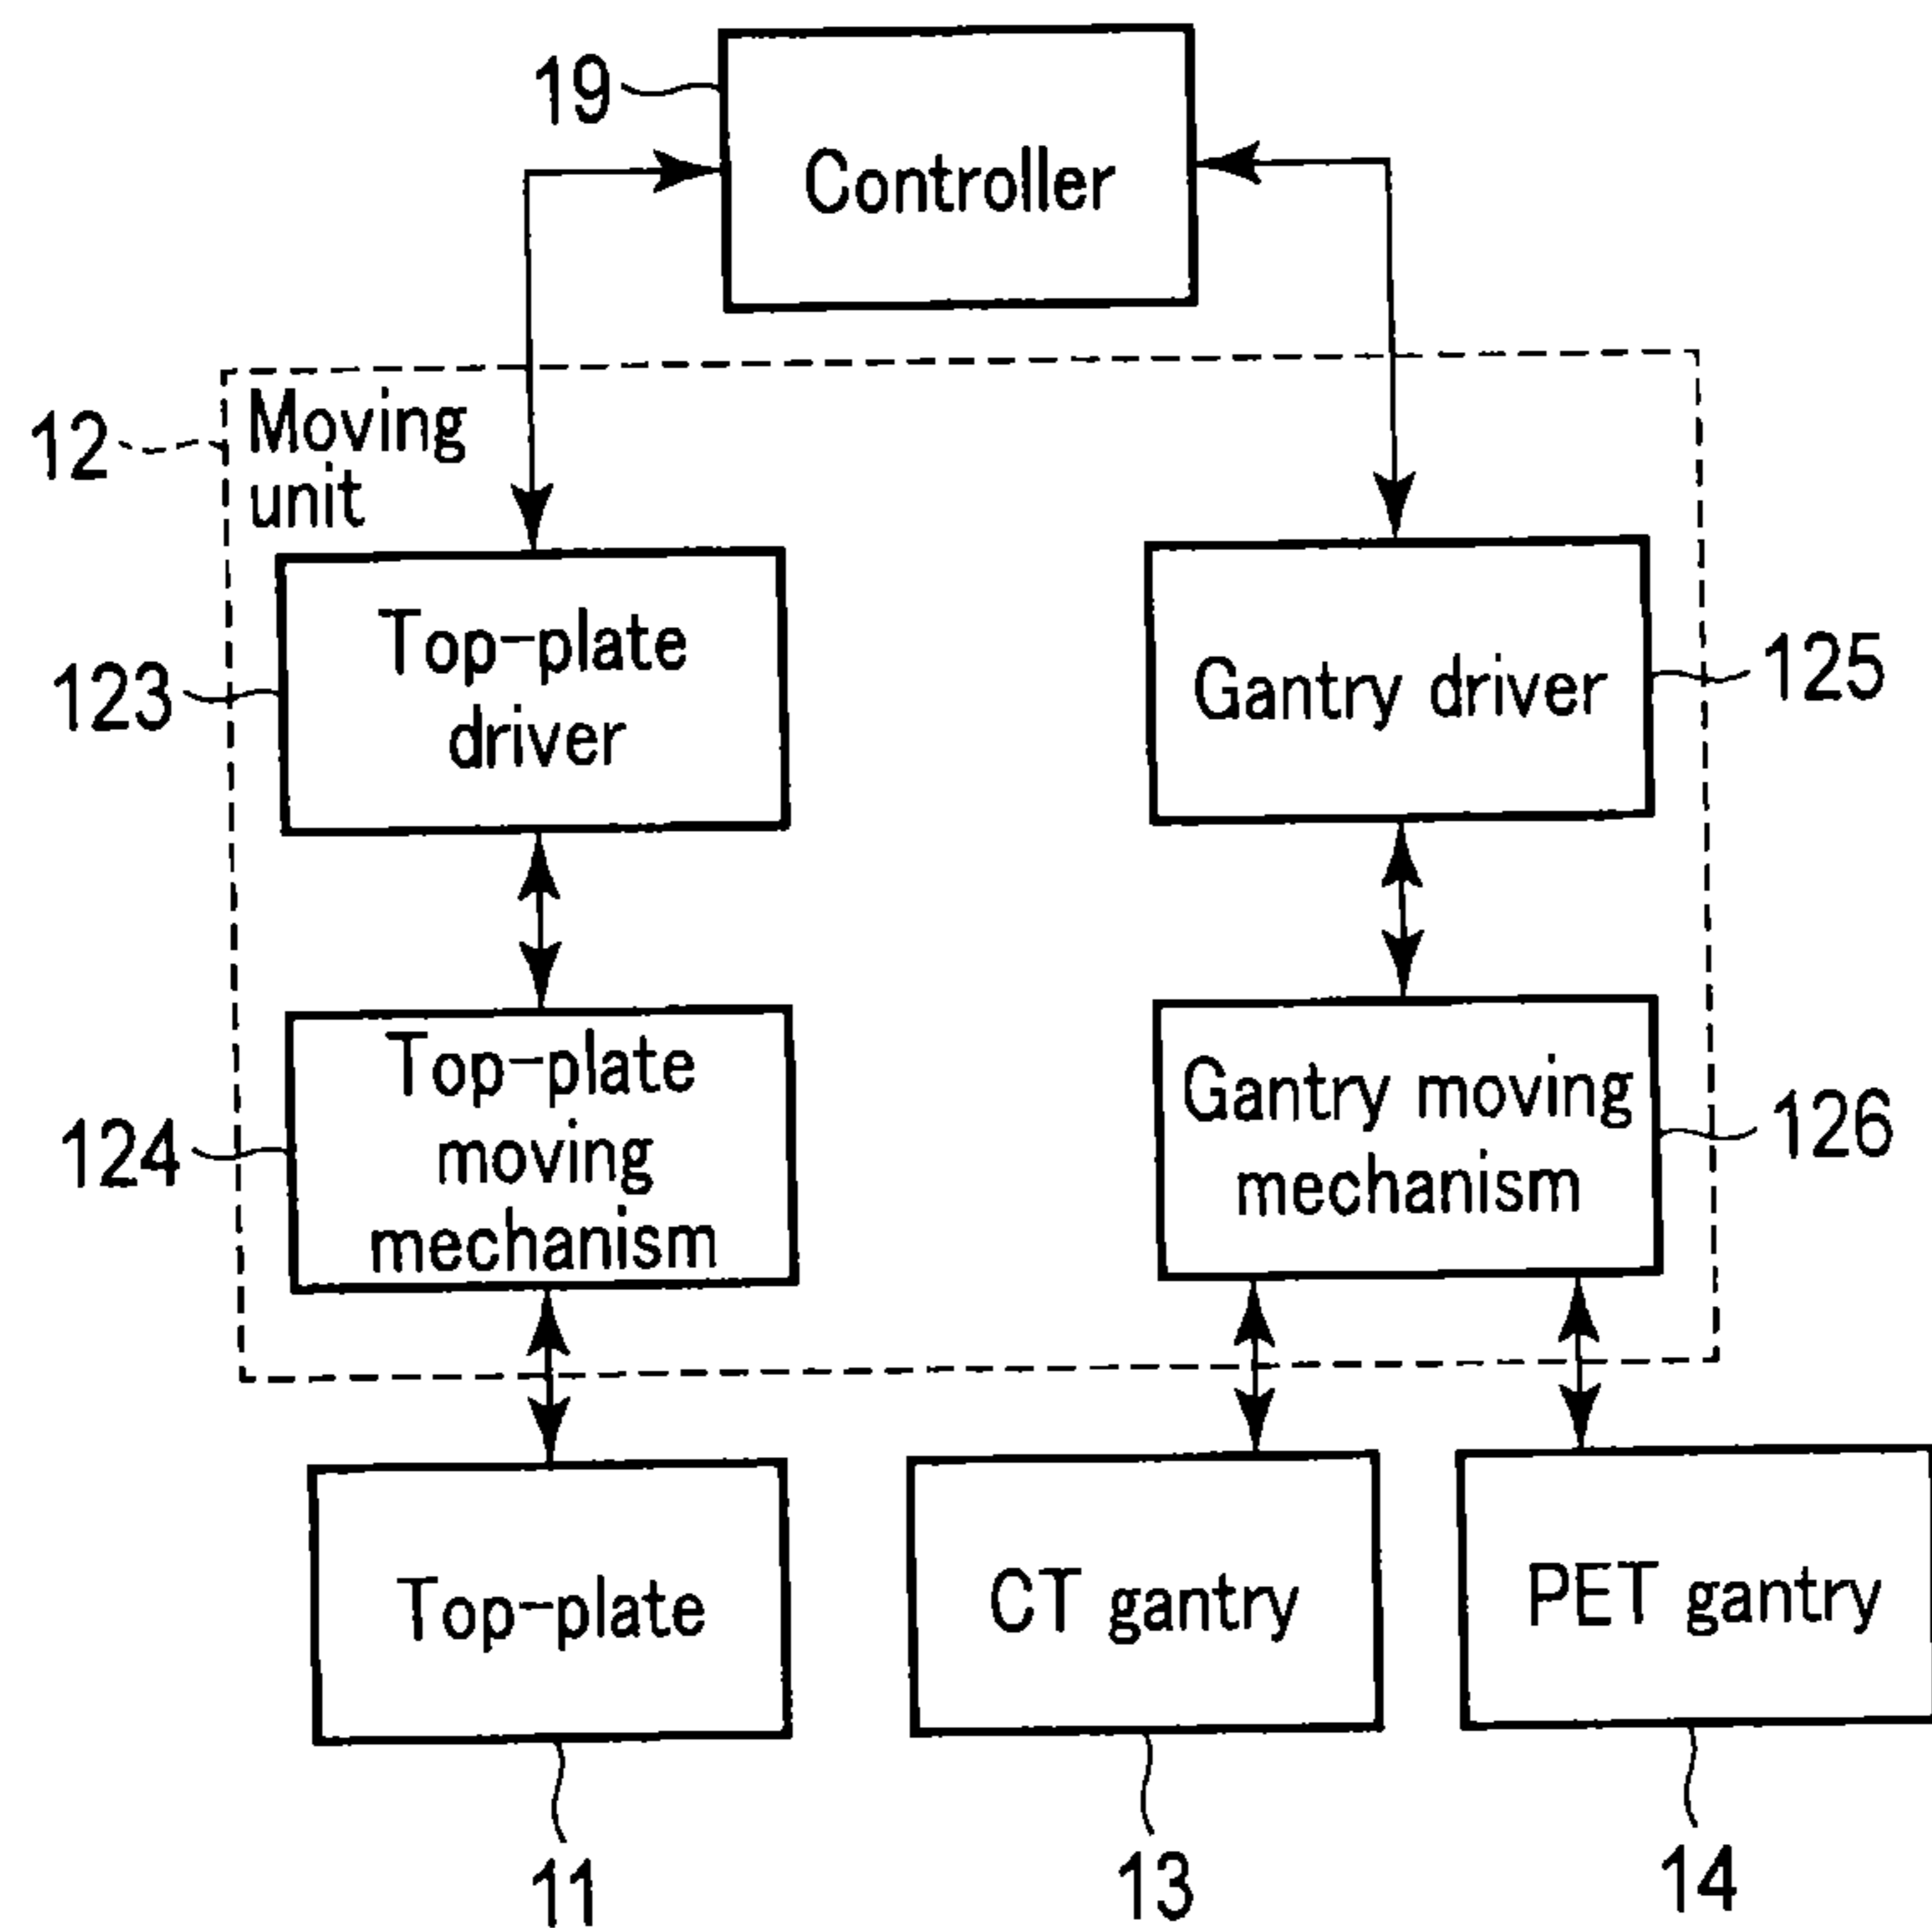 19
Controller
12
Moving
unit
123
Top-plate
driver
Gantry driver
125
124
Top-plate
moving
mechanism
Gantry moving
mechanism
126
Top-plate
CT gantry
PET gantry
11
13
14